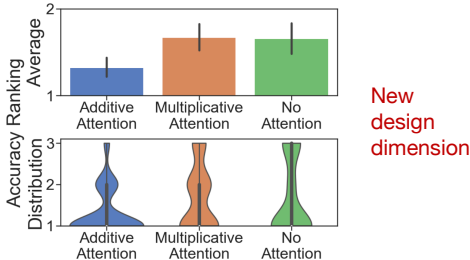 Accuracy Ranking
Average
2
1
Additive
Attention
Multiplicative
Attention
No
Attention
Distribution
3
2
1
Additive
Attention
Multiplicative
Attention
No
Attention
New
design
dimension